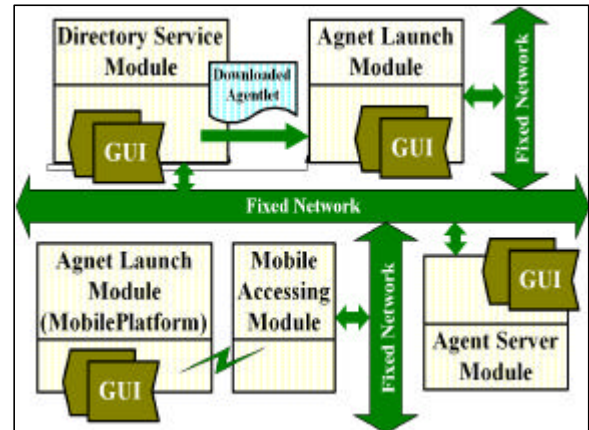 Directory Service
Module
Downloaded
Agentlet
GUI
Agnet Launch
Module
GUI
Fixed Network
Fixed Network
Agnet Launch
Module
(MobilePlatform)
GUI
Mobile
Accessing
Module
Fixed Network
GUI
Agent Server
Module